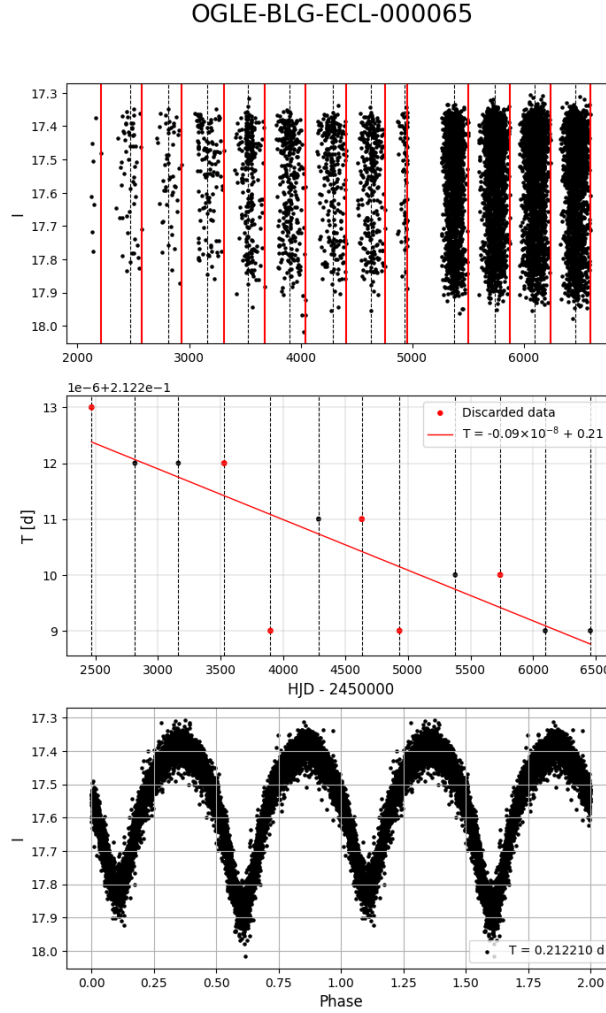 OGLE-BLG-ECL-000065
17.3
17.4
17.5
17.6
17.7
17.8
17.9
18.0
I
2000 3000 4000 5000 6000
1e-6+2.122e-1
13
12
11
10
9
T [d]
Discarded data
T = -0.09×10⁻⁸ + 0.21
2500 3000 3500 4000 4500 5000 5500 6000 6500
HJD - 2450000
17.3
17.4
17.5
17.6
17.7
17.8
17.9
18.0
I
T = 0.212210 d
0.00 0.25 0.50 0.75 1.00 1.25 1.50 1.75 2.00
Phase